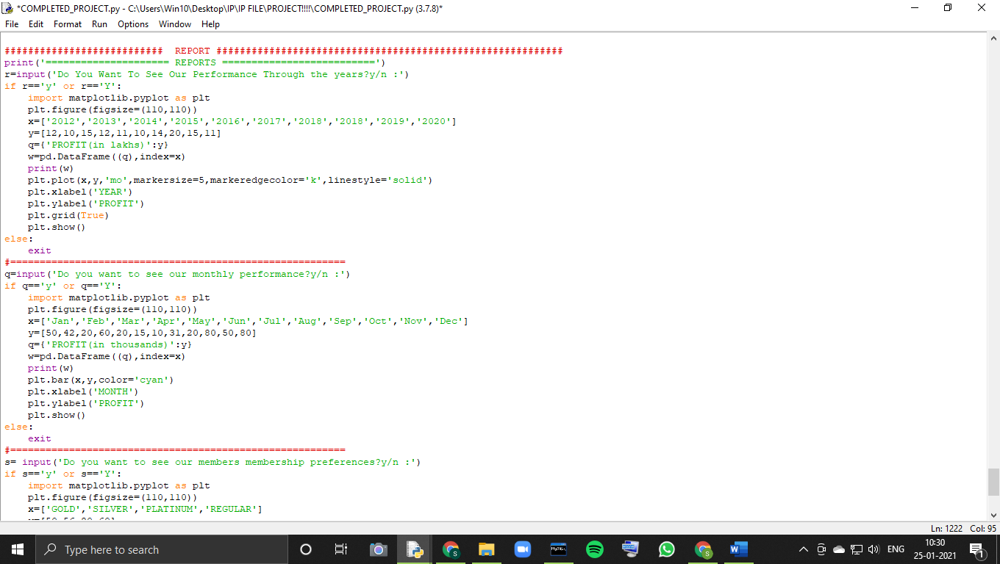 *COMPLETED_PROJECT.py - C:\Users\Win10\Desktop\IP\IP FILE\PROJECT!!!!\COMPLETED_PROJECT.py (3.7.8)*
File Edit Format Run Options Window Help
########################### REPORT ###########################################################
print('===================== REPORTS ==========================')
r=input('Do You Want To See Our Performance Through the years?y/n :')
if r=='y' or r=='Y':
    import matplotlib.pyplot as plt
    plt.figure(figsize=(110,110))
    x=['2012','2013','2014','2015','2016','2017','2018','2018','2019','2020']
    y=[12,10,15,12,11,10,14,20,15,11]
    q={'PROFIT(in lakhs)':y}
    w=pd.DataFrame((q),index=x)
    print(w)
    plt.plot(x,y,'mo',markersize=5,markeredgecolor='k',linestyle='solid')
    plt.xlabel('YEAR')
    plt.ylabel('PROFIT')
    plt.grid(True)
    plt.show()
else:
    exit
#=========================================================
q=input('Do you want to see our monthly performance?y/n :')
if q=='y' or q=='Y':
    import matplotlib.pyplot as plt
    plt.figure(figsize=(110,110))
    x=['Jan','Feb','Mar','Apr','May','Jun','Jul','Aug','Sep','Oct','Nov','Dec']
    y=[50,42,20,60,20,15,10,31,20,80,50,80]
    q={'PROFIT(in thousands)':y}
    w=pd.DataFrame((q),index=x)
    print(w)
    plt.bar(x,y,color='cyan')
    plt.xlabel('MONTH')
    plt.ylabel('PROFIT')
    plt.show()
else:
    exit
#=========================================================
s= input('Do you want to see our members membership preferences?y/n :')
if s=='y' or s=='Y':
    import matplotlib.pyplot as plt
    plt.figure(figsize=(110,110))
    x=['GOLD','SILVER','PLATINUM','REGULAR']
Ln: 1222 Col: 95
Type here to search
ENG
10:30
25-01-2021
1